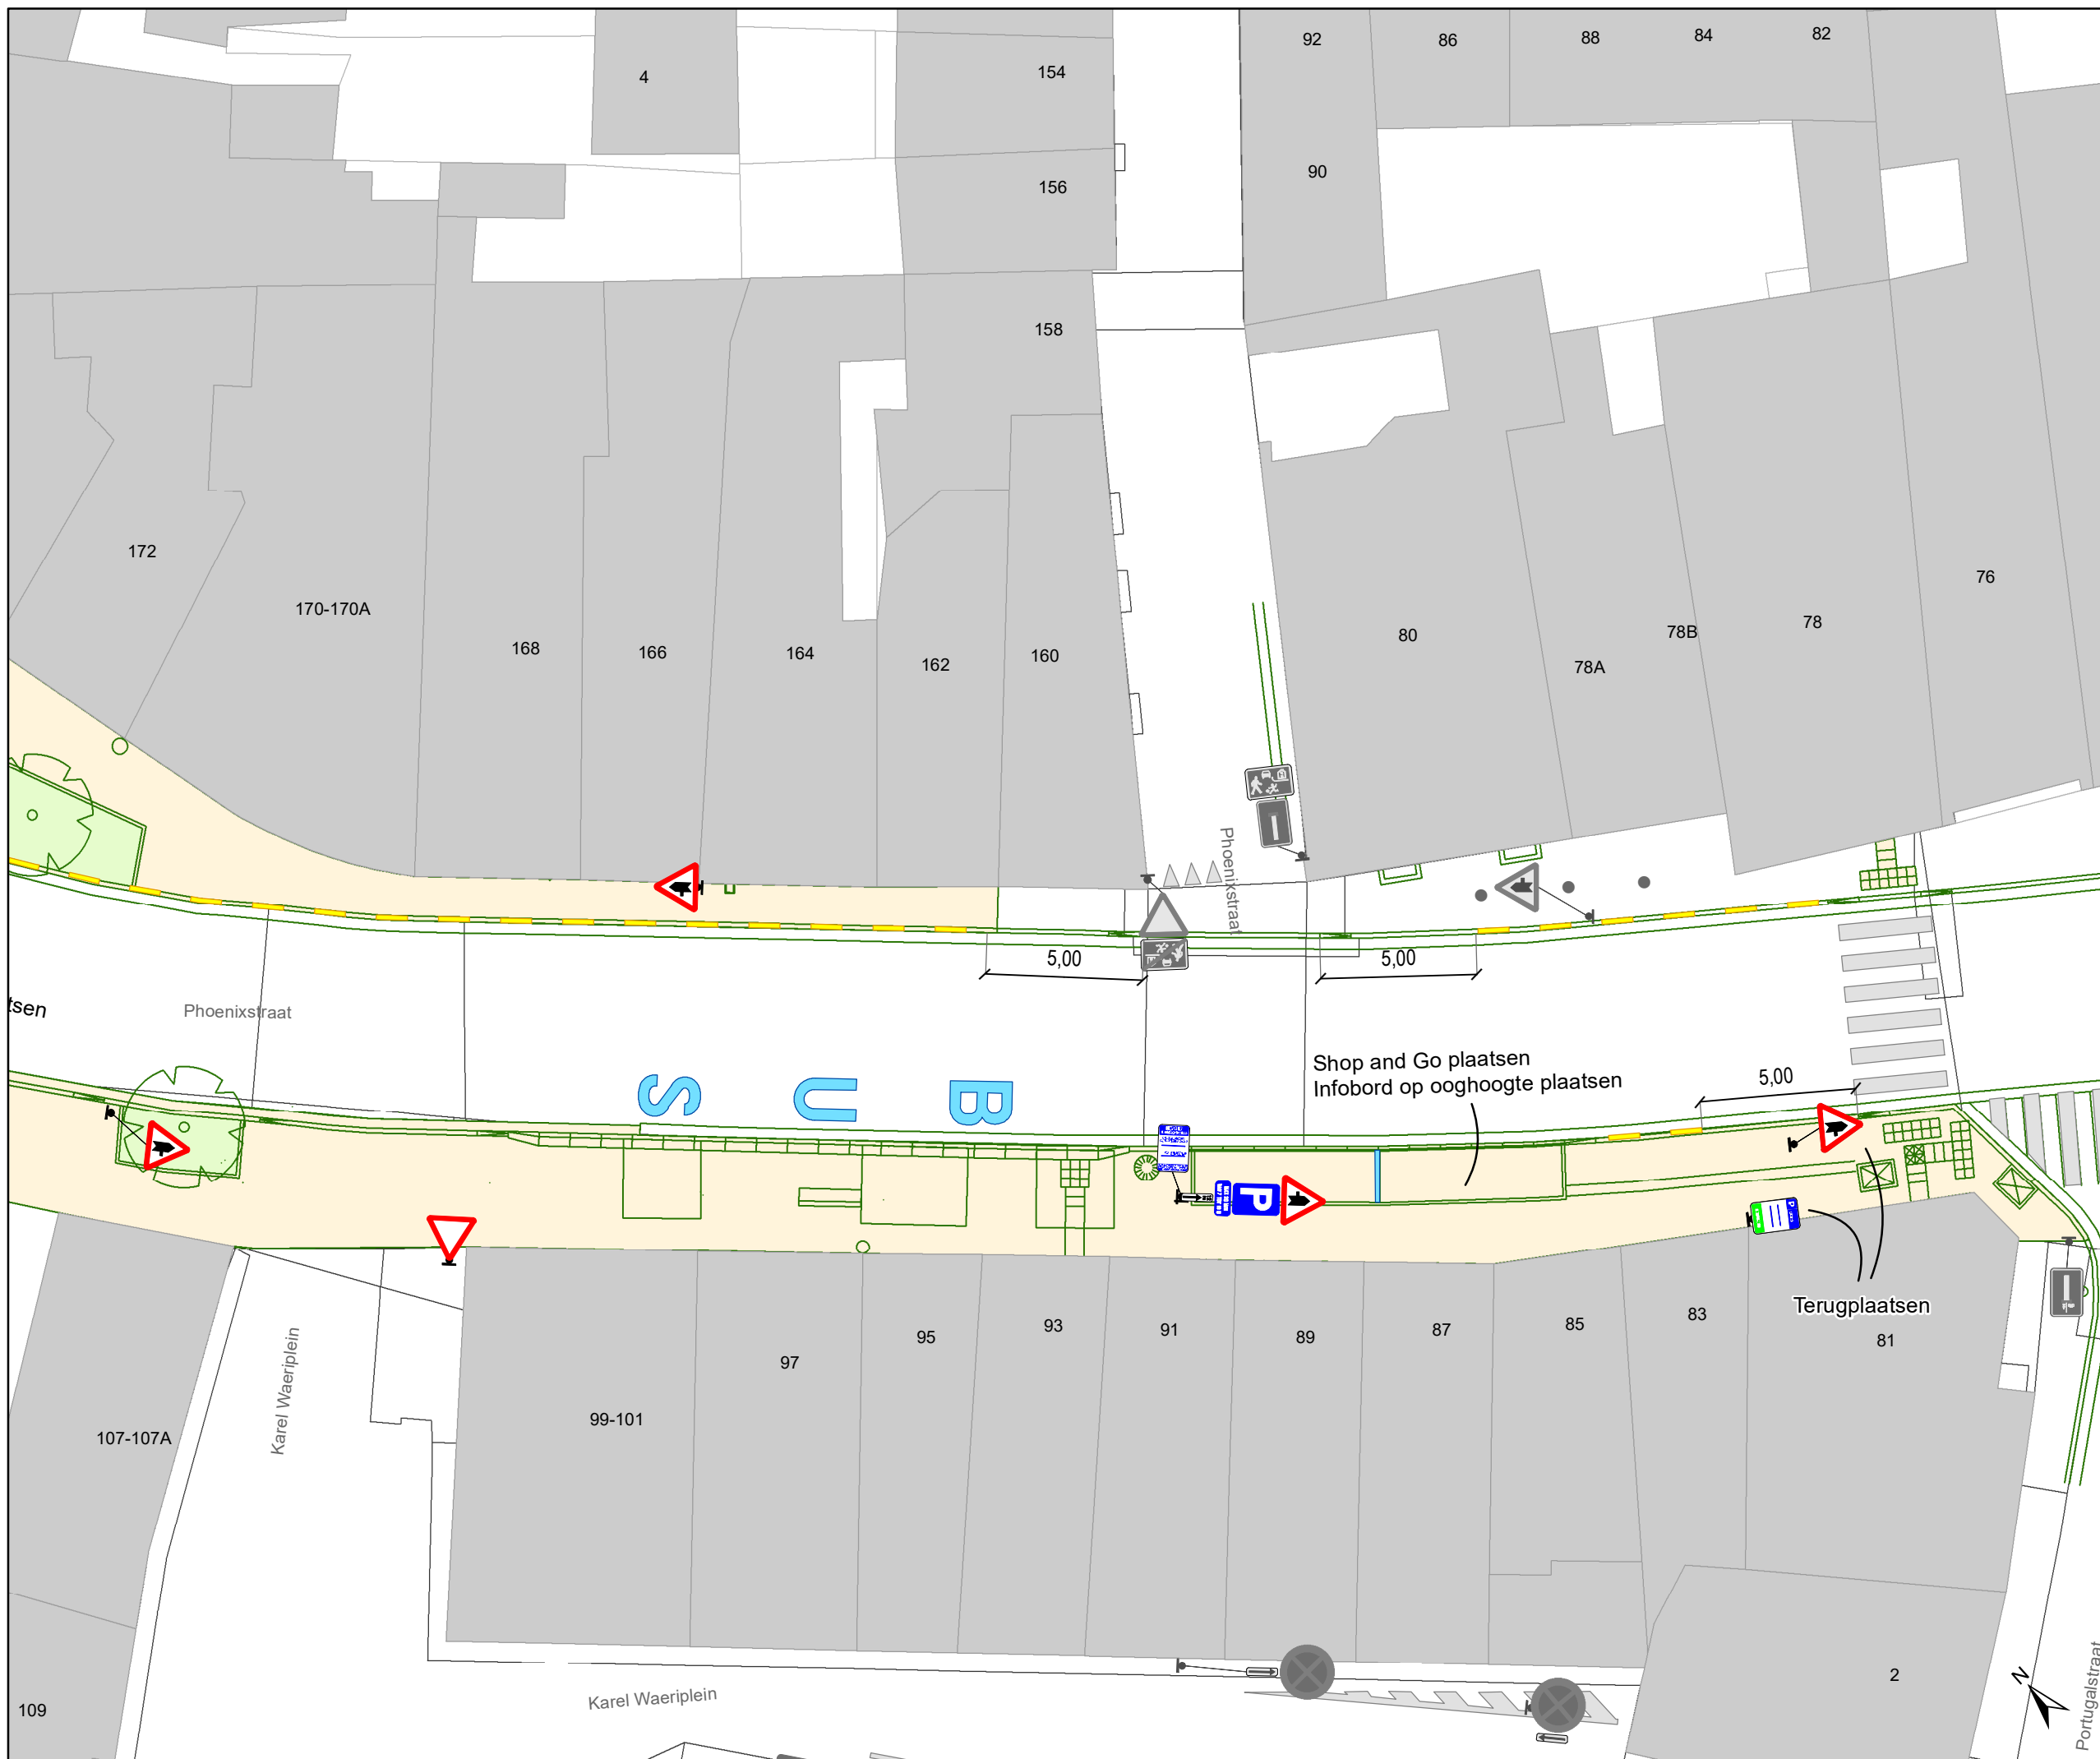 92
86
88
84
82
4
154
90
156
158
172
170-170A
168
166
164
162
160
80
78A
78B
78
76
Phoenixstraat
5,00
5,00
tsen
Phoenixstraat
Shop and Go plaatsen
Infobord op ooghoogte plaatsen
5,00
S U B
P
Terugplaatsen
107-107A
Karel Waeriplein
99-101
97
95
93
91
89
87
85
83
81
109
Karel Waeriplein
2
N
Portugalstraat